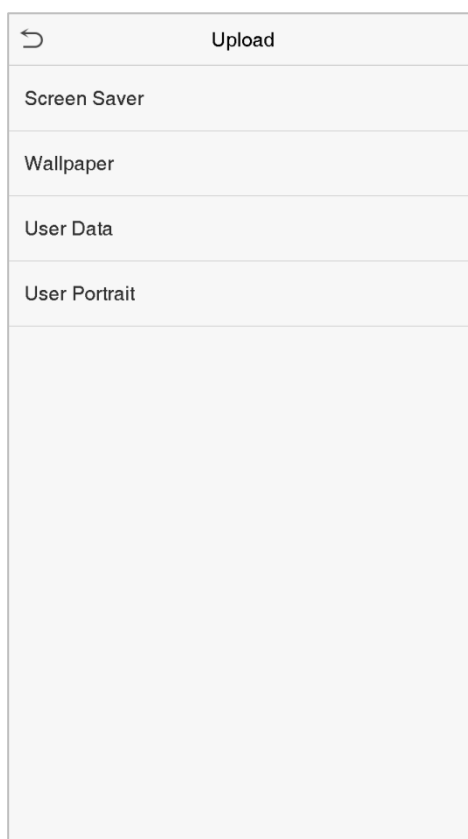 Upload
Screen Saver
Wallpaper
User Data
User Portrait